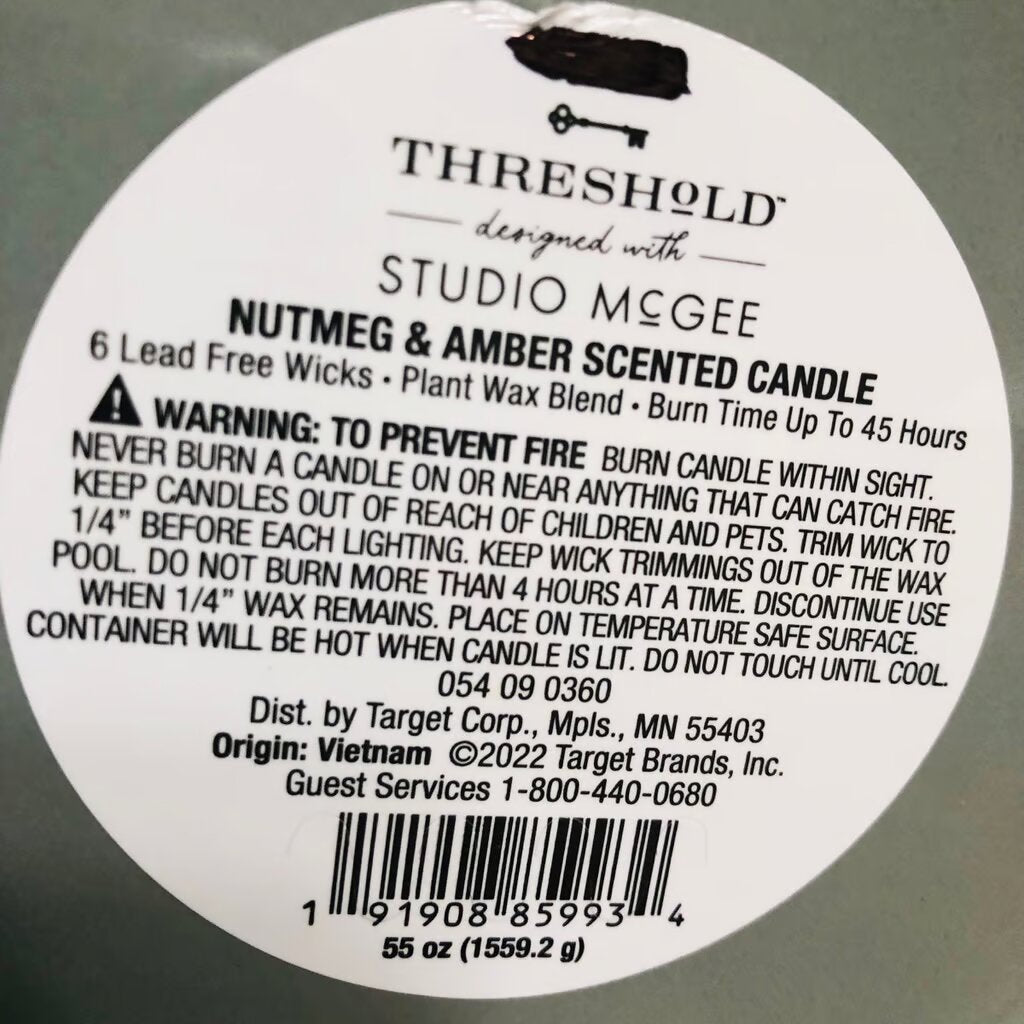 THRESHOLD™
designed with
STUDIO McGEE
NUTMEG & AMBER SCENTED CANDLE
6 Lead Free Wicks • Plant Wax Blend • Burn Time Up To 45 Hours
WARNING: TO PREVENT FIRE BURN CANDLE WITHIN SIGHT.
NEVER BURN A CANDLE ON OR NEAR ANYTHING THAT CAN CATCH FIRE.
KEEP CANDLES OUT OF REACH OF CHILDREN AND PETS. TRIM WICK TO
1/4” BEFORE EACH LIGHTING. KEEP WICK TRIMMINGS OUT OF THE WAX
POOL. DO NOT BURN MORE THAN 4 HOURS AT A TIME. DISCONTINUE USE
WHEN 1/4” WAX REMAINS. PLACE ON TEMPERATURE SAFE SURFACE.
CONTAINER WILL BE HOT WHEN CANDLE IS LIT. DO NOT TOUCH UNTIL COOL.
054 09 0360
Dist. by Target Corp., Mpls., MN 55403
Origin: Vietnam ©2022 Target Brands, Inc.
Guest Services 1-800-440-0680
1 91908 85993 4
55 oz (1559.2 g)